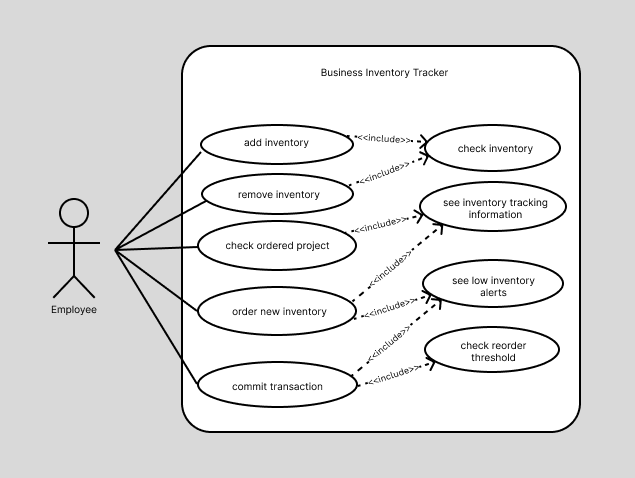 Business Inventory Tracker
add inventory
<<include>>
check inventory
remove inventory
<<include>>
see inventory tracking
information
check ordered project
<<include>>
<<include>>
see low inventory
alerts
order new inventory
<<include>>
Employee
<<include>>
check reorder
threshold
commit transaction
<<include>>